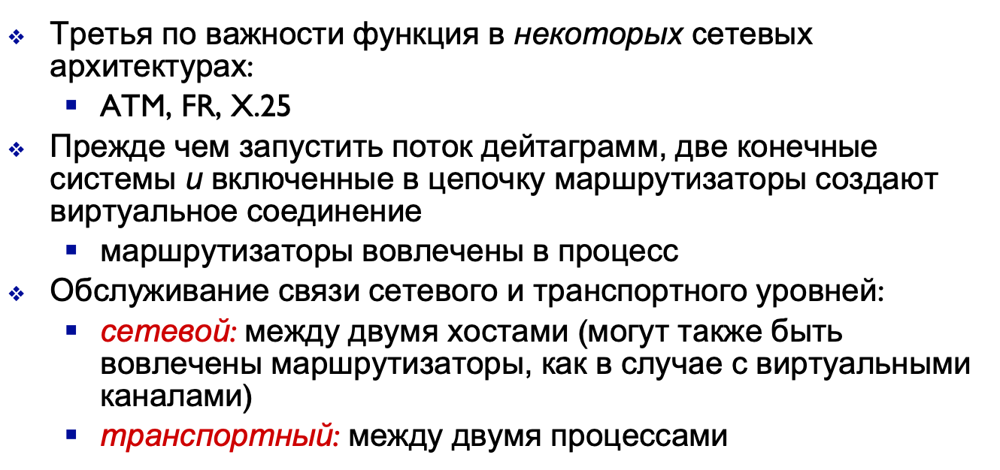 Третья по важности функция в некоторых сетевых
архитектурах:
ATM, FR, X.25
Прежде чем запустить поток дейтаграмм, две конечные
системы и включенные в цепочку маршрутизаторы создают
виртуальное соединение
маршрутизаторы вовлечены в процесс
Обслуживание связи сетевого и транспортного уровней:
сетевой: между двумя хостами (могут также быть
вовлечены маршрутизаторы, как в случае с виртуальными
каналами)
транспортный: между двумя процессами